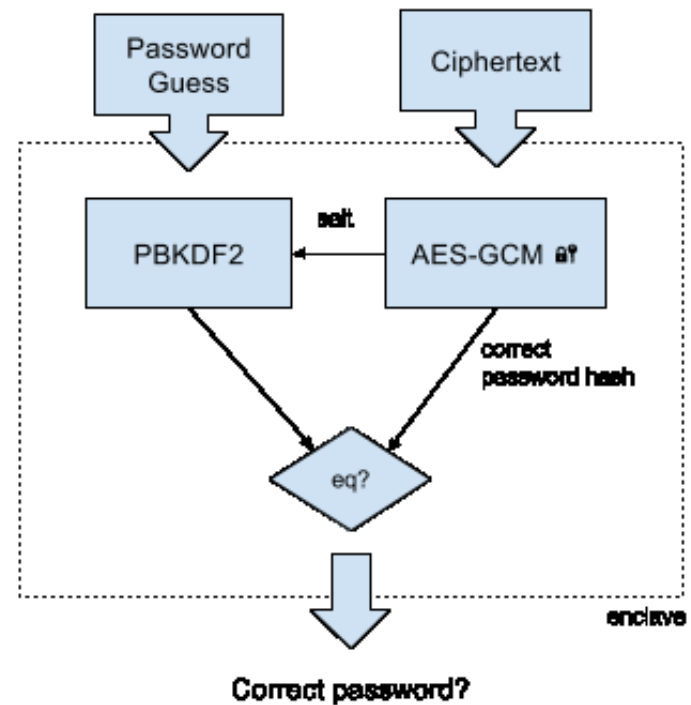 Password
Guess
Ciphertext
PBKDF2
salt
AES-GCM
correct
password hash
eq?
enclave
Correct password?